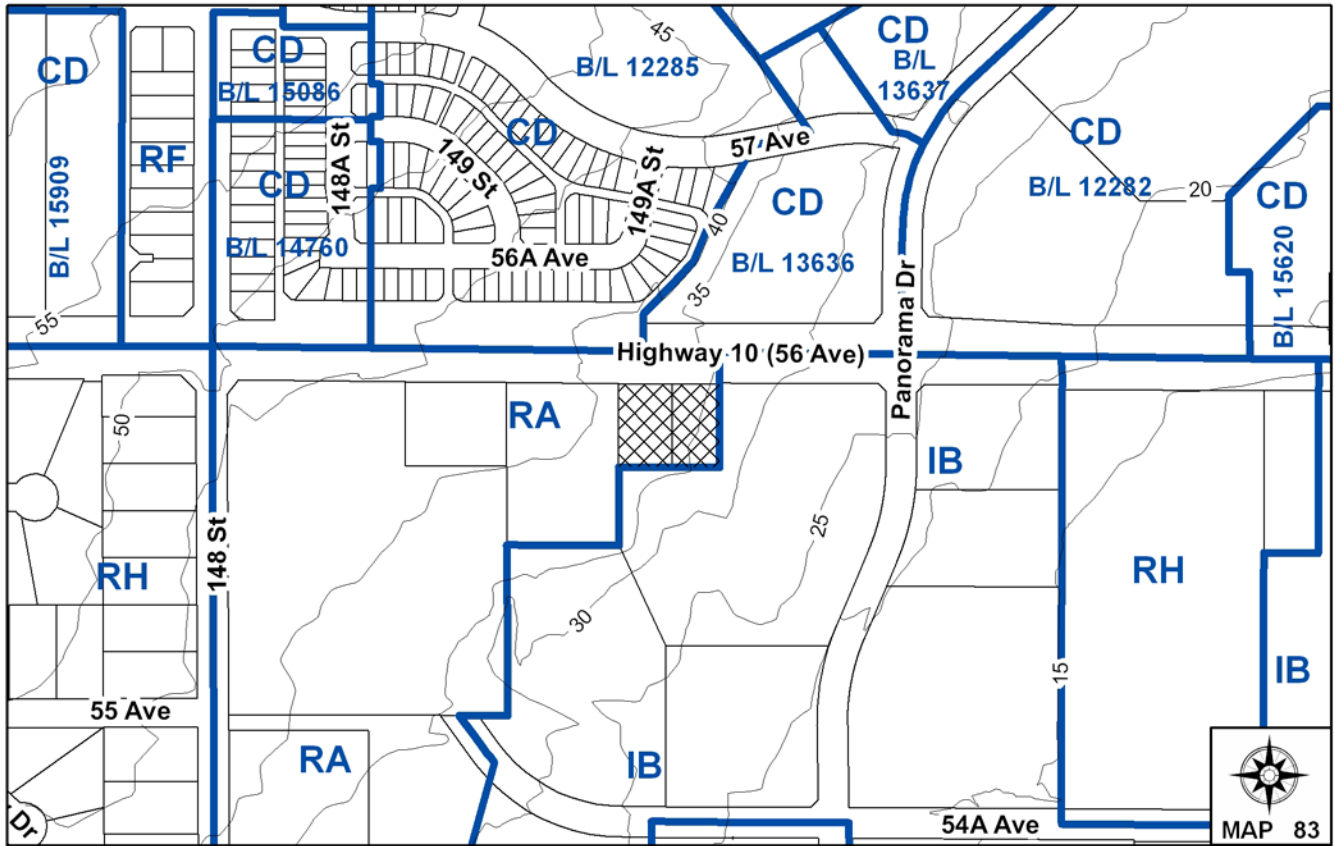 45
CD
CD
B/L 12285
CD
B/L
13637
B/L 15086
CD
CD
57 Ave
RF
148A St
149 St
149A St
CD
CD
B/L 12282
20
CD
B/L 15909
B/L 14760
40
56A Ave
B/L 13636
35
Panorama Dr
B/L 15620
55
Highway 10 (56 Ave)
50
RA
IB
25
148 St
RH
RH
30
15
IB
55 Ave
RA
IB
Dr
54A Ave
MAP 83